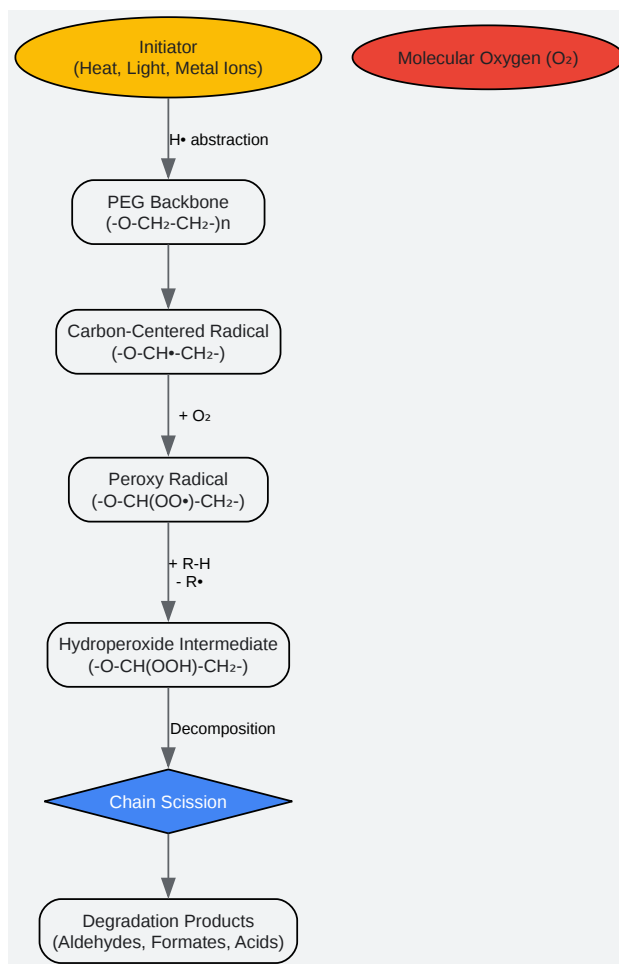 Initiator
(Heat, Light, Metal Ions)
Molecular Oxygen (O₂)
H• abstraction
PEG Backbone
(-O-CH₂-CH₂-)n
Carbon-Centered Radical
(-O-CH•-CH₂-)
+ O₂
Peroxy Radical
(-O-CH(OO•)-CH₂-)
+ R-H
- R•
Hydroperoxide Intermediate
(-O-CH(OOH)-CH₂-)
Decomposition
Chain Scission
Degradation Products
(Aldehydes, Formates, Acids)